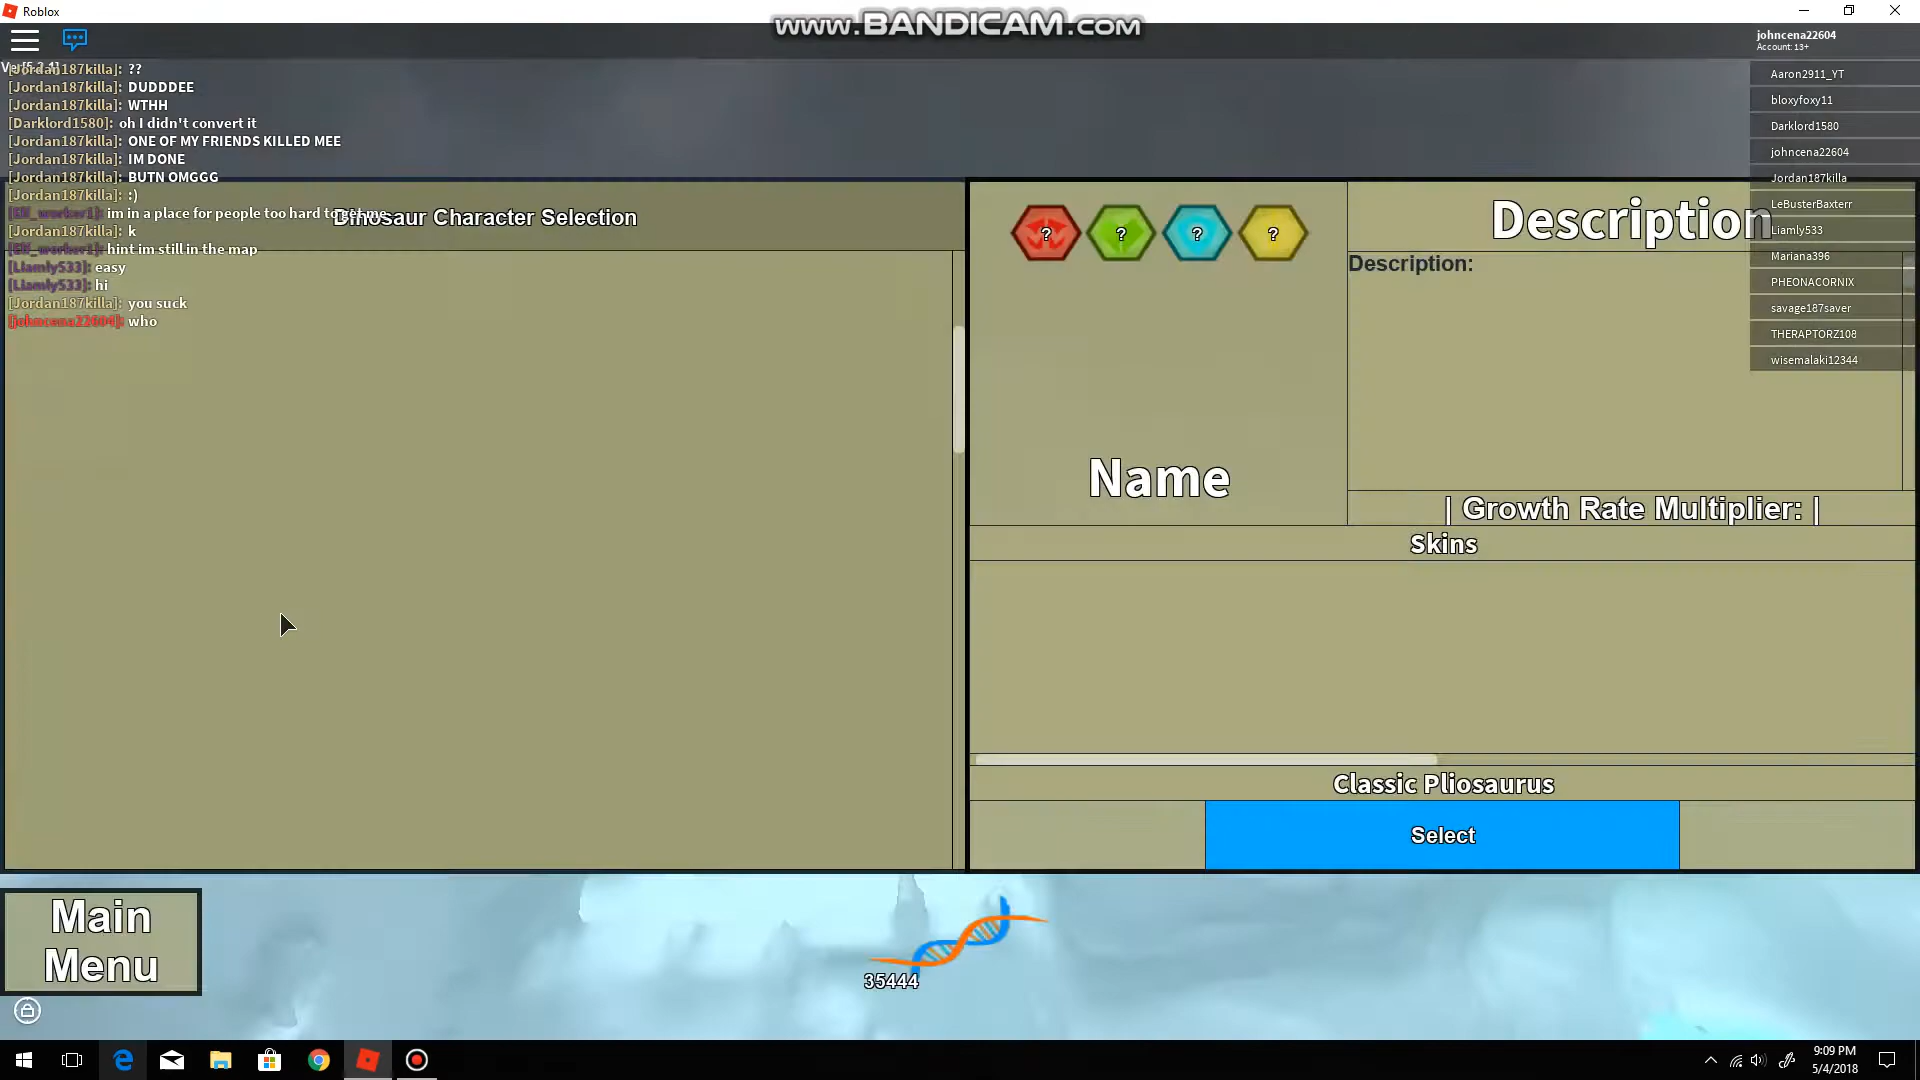 Roblox
www.BANDICAM.com
johncena22604
Account: 13+
[Jordan187killa]: ??
[Jordan187killa]: DUDDDEE
[Jordan187killa]: WTHH
[Darklord1580]: oh I didn't convert it
[Jordan187killa]: ONE OF MY FRIENDS KILLED MEE
[Jordan187killa]: IM DONE
[Jordan187killa]: BUTN OMGGG
[Jordan187killa]: :)
im in a place for people too hard to get me
[Jordan187killa]: k
hint im still in the map
[Liamly533]: easy
[Liamly533]: hi
[Jordan187killa]: you suck
[johncena22604]: who
Dinosaur Character Selection
? ? ? ?
Name
Description
Description:
| Growth Rate Multiplier: |
Skins
Classic Pliosaurus
Select
Aaron2911_YT
bloxyfoxy11
Darklord1580
johncena22604
Jordan187killa
LeBusterBaxterr
Liamly533
Mariana396
PHEONACORNIX
savage187saver
THERAPTORZ108
wisemalaki12344
Main
Menu
35444
9:09 PM
5/4/2018